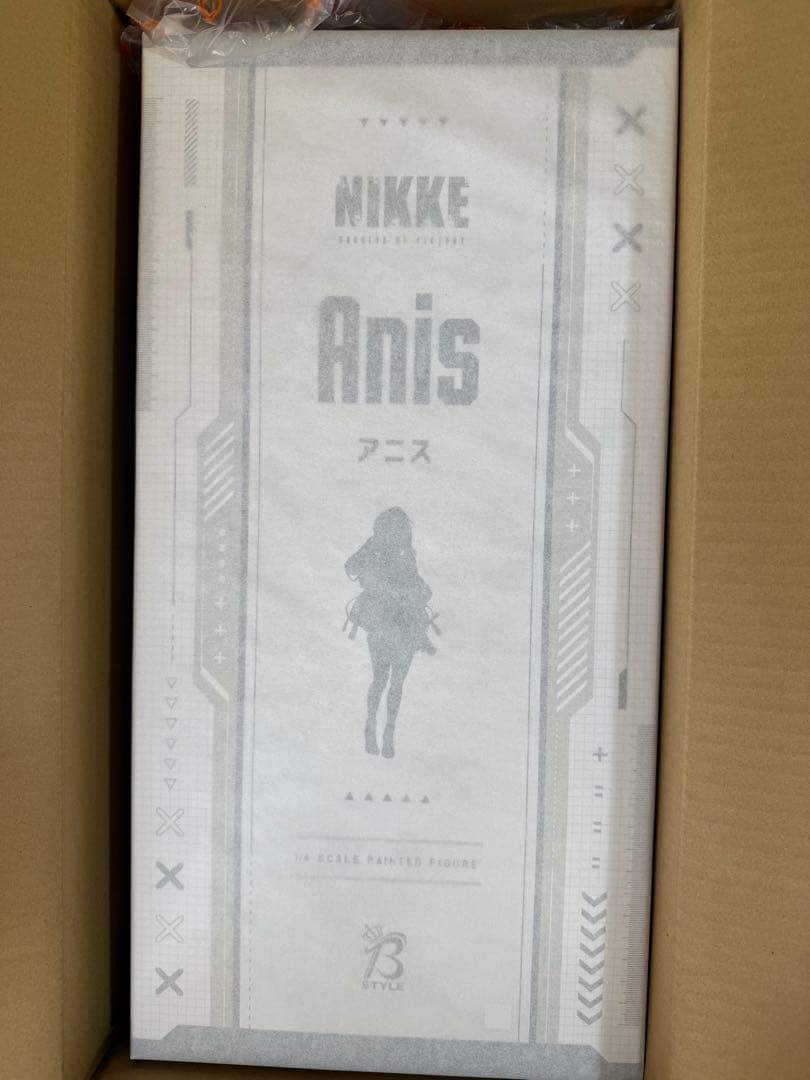 NIKKE
GODDESS OF VICTORY
Anis
アニス
1/4 SCALE PAINTED FIGURE
B
STYLE